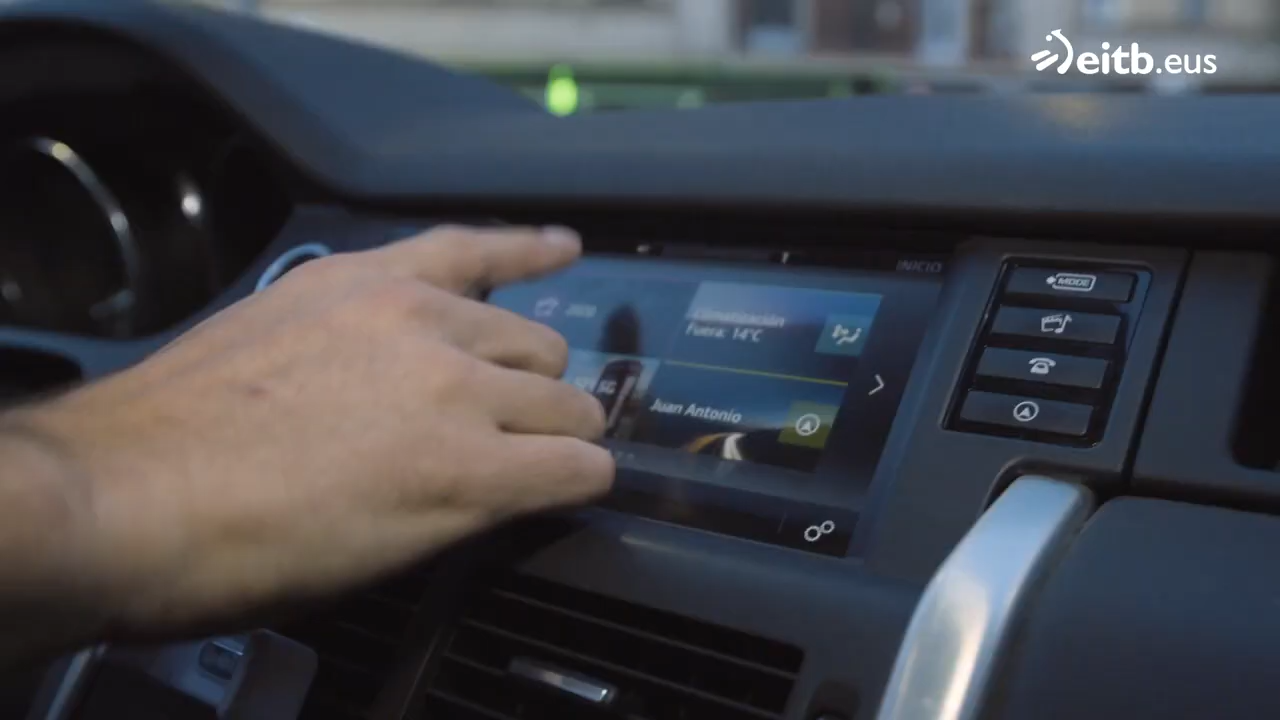 eitb.eus
INICIO
MODE
Climatización
Fuera: 14°C
Juan Antonio